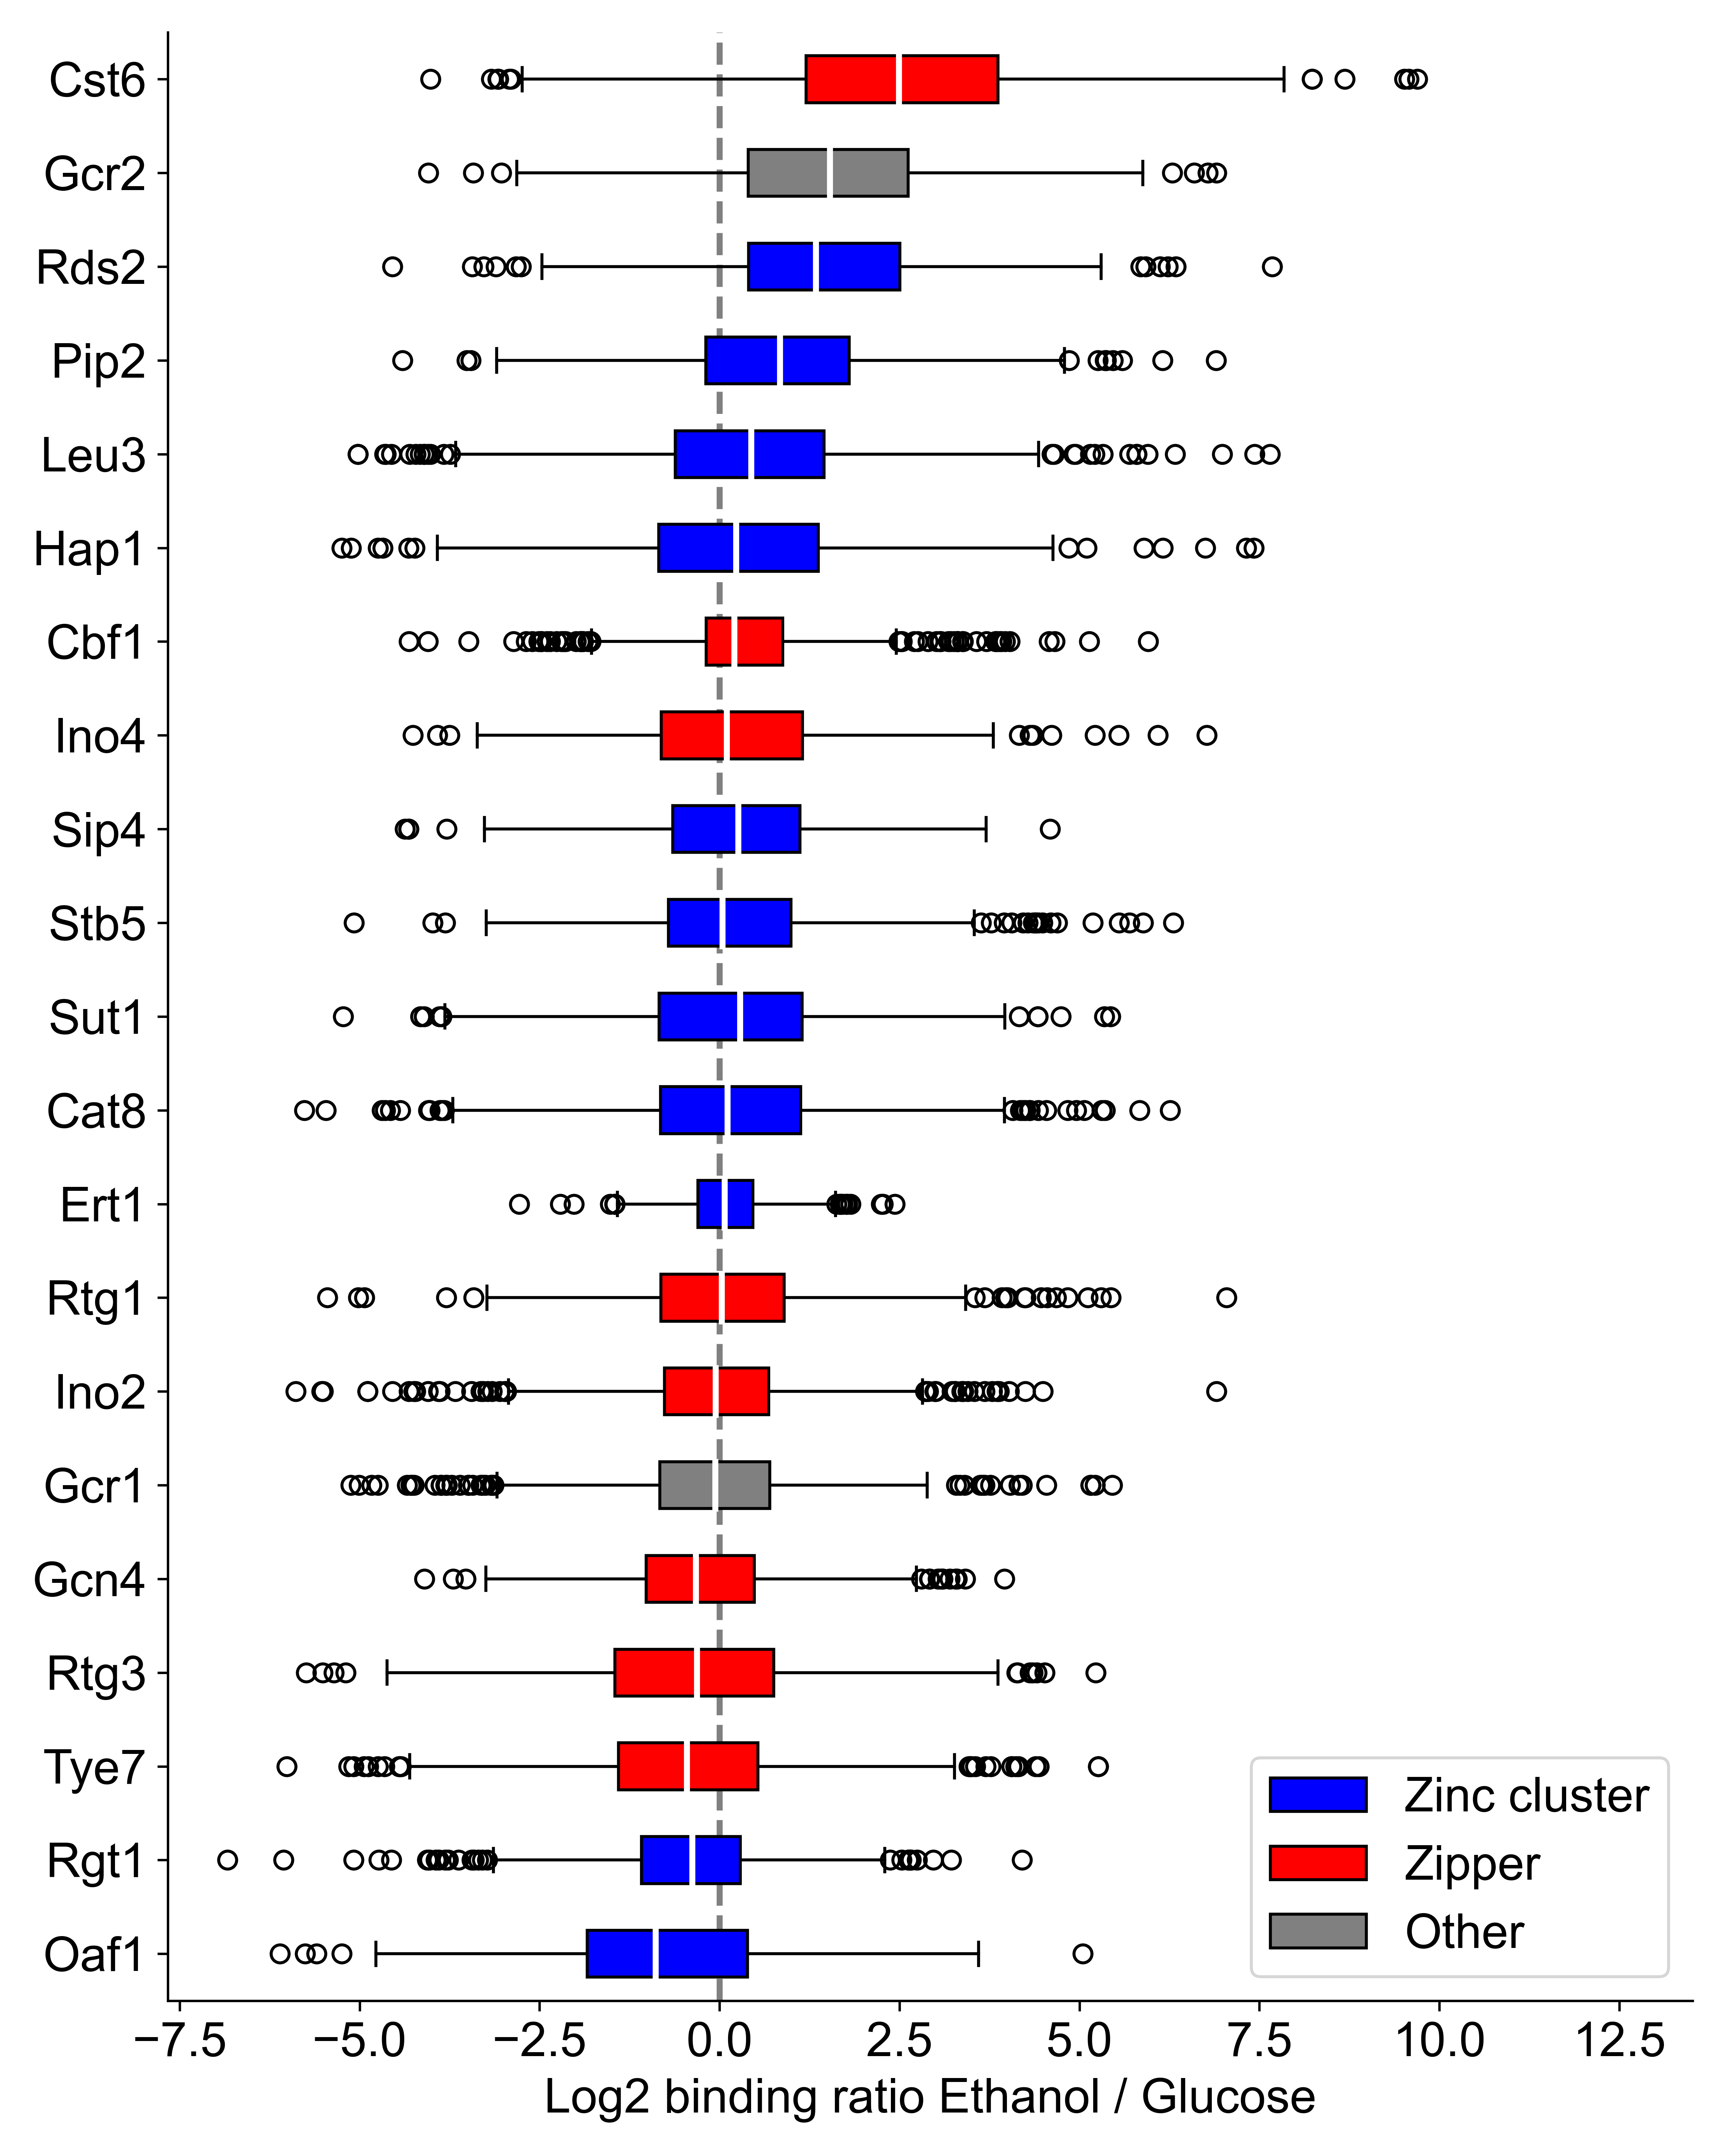 Cst6
Gcr2
Rds2
Pip2
Leu3
Hap1
Cbf1
Ino4
Sip4
Stb5
Sut1
Cat8
Ert1
Rtg1
Ino2
Gcr1
Gcn4
Rtg3
Tye7
Rgt1
Oaf1
Zinc cluster
Zipper
Other
−7.5 −5.0 −2.5 0.0 2.5 5.0 7.5 10.0 12.5
Log2 binding ratio Ethanol / Glucose